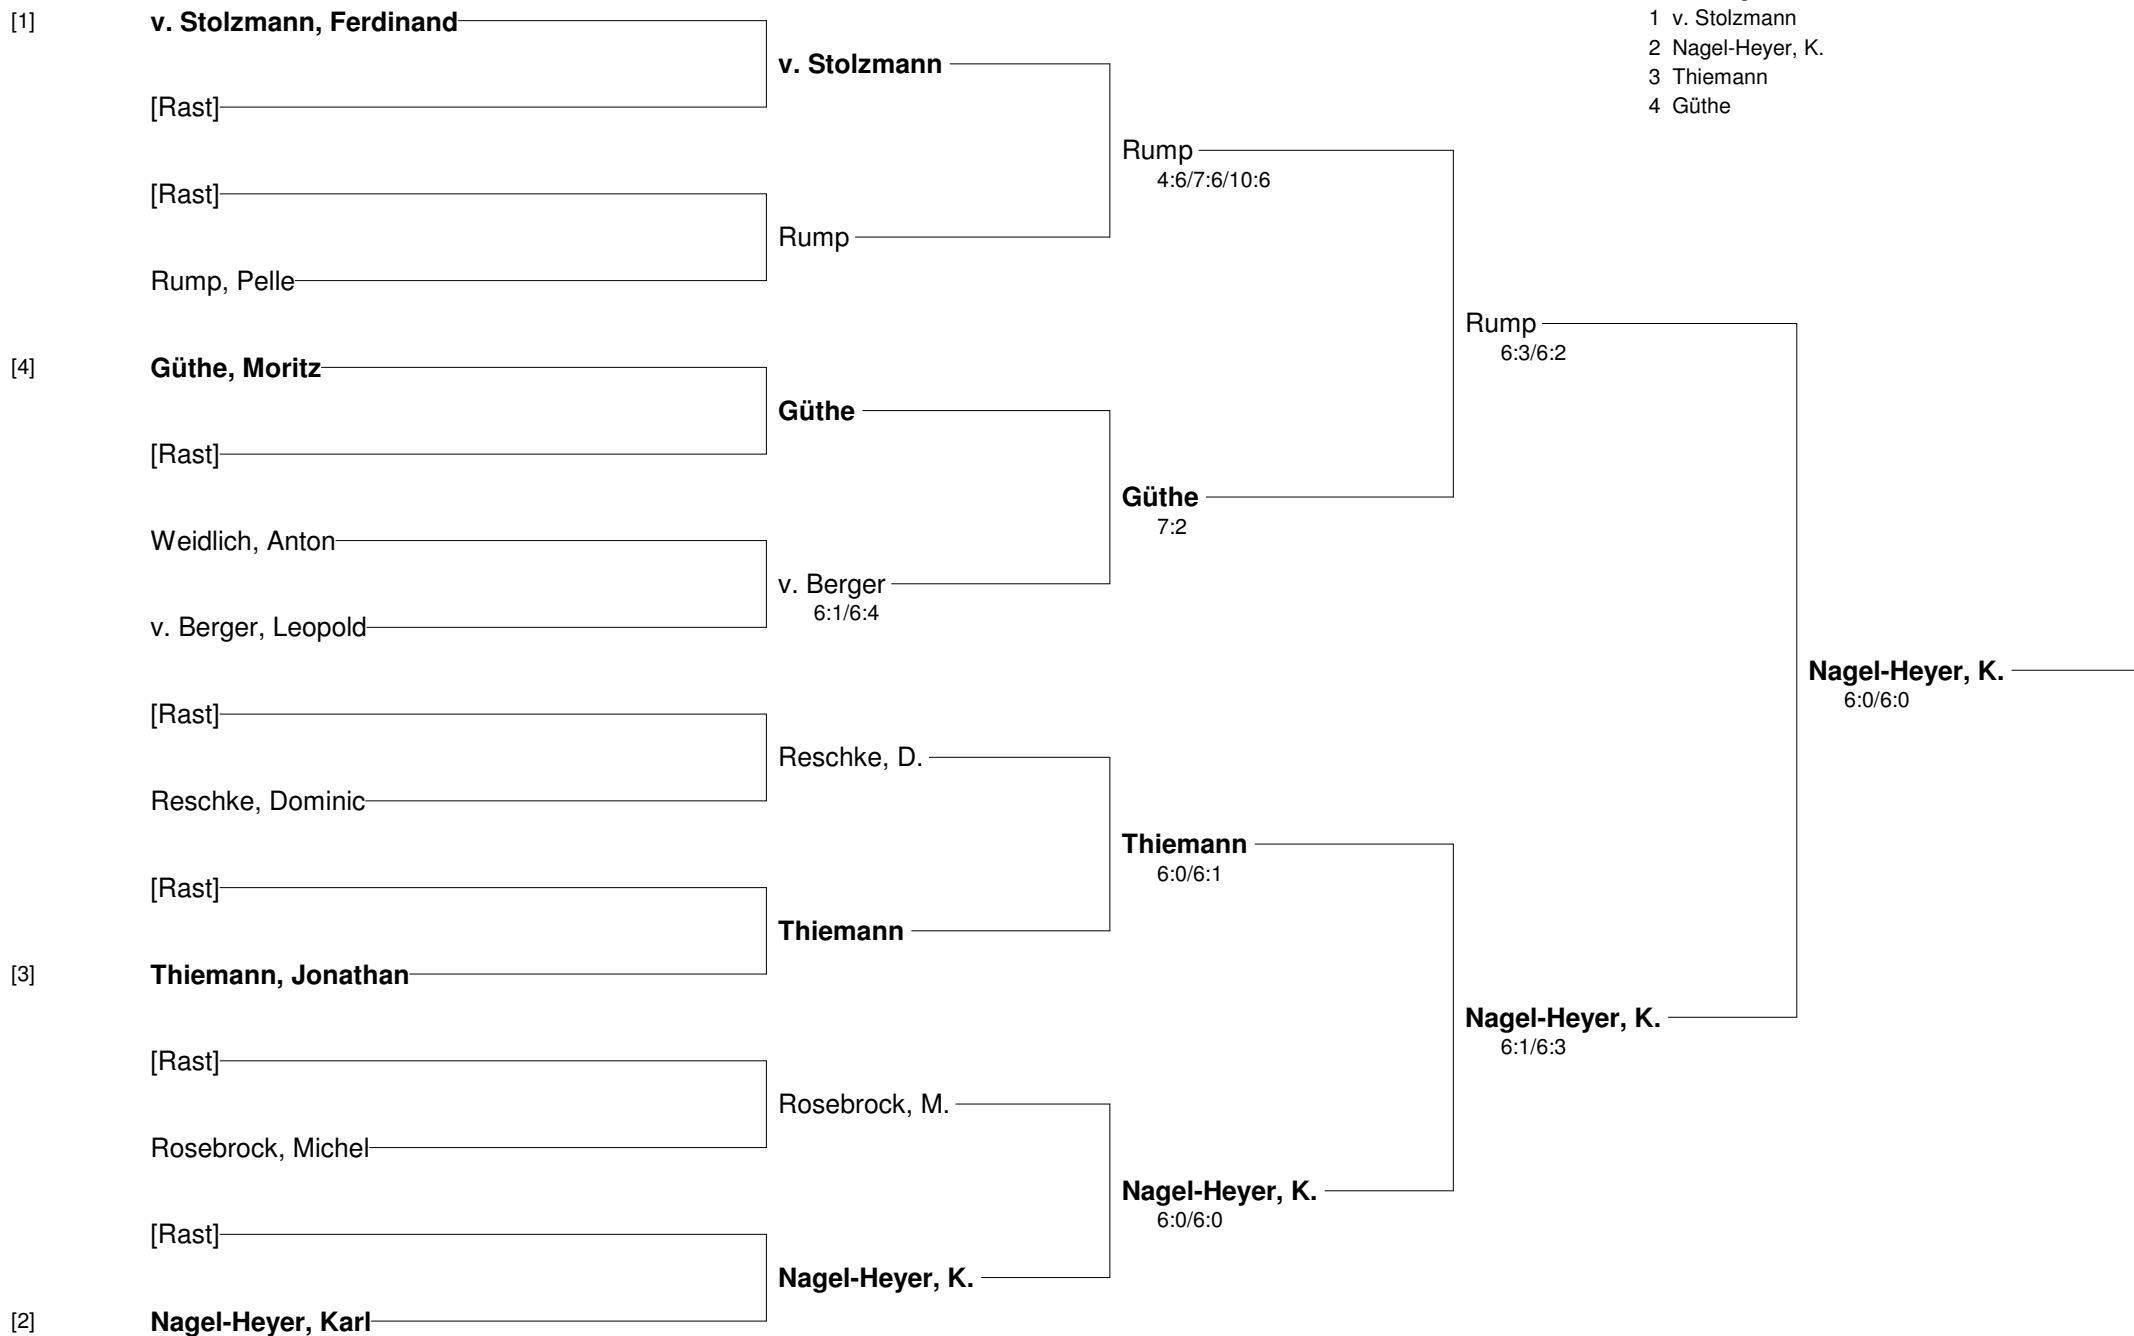 [1] v. Stolzmann, Ferdinand
[Rast]
[Rast]
Rump, Pelle
[4] Güthe, Moritz
[Rast]
Weidlich, Anton
v. Berger, Leopold
[Rast]
Reschke, Dominic
[Rast]
[3] Thiemann, Jonathan
[Rast]
Rosebrock, Michel
[Rast]
[2] Nagel-Heyer, Karl
v. Stolzmann
Rump
Güthe
v. Berger
6:1/6:4
Reschke, D.
Thiemann
Rosebrock, M.
Nagel-Heyer, K.
Rump
4:6/7:6/10:6
Güthe
7:2
Thiemann
6:0/6:1
Nagel-Heyer, K.
6:0/6:0
Rump
6:3/6:2
Nagel-Heyer, K.
6:1/6:3
Nagel-Heyer, K.
6:0/6:0
1 v. Stolzmann
2 Nagel-Heyer, K.
3 Thiemann
4 Güthe